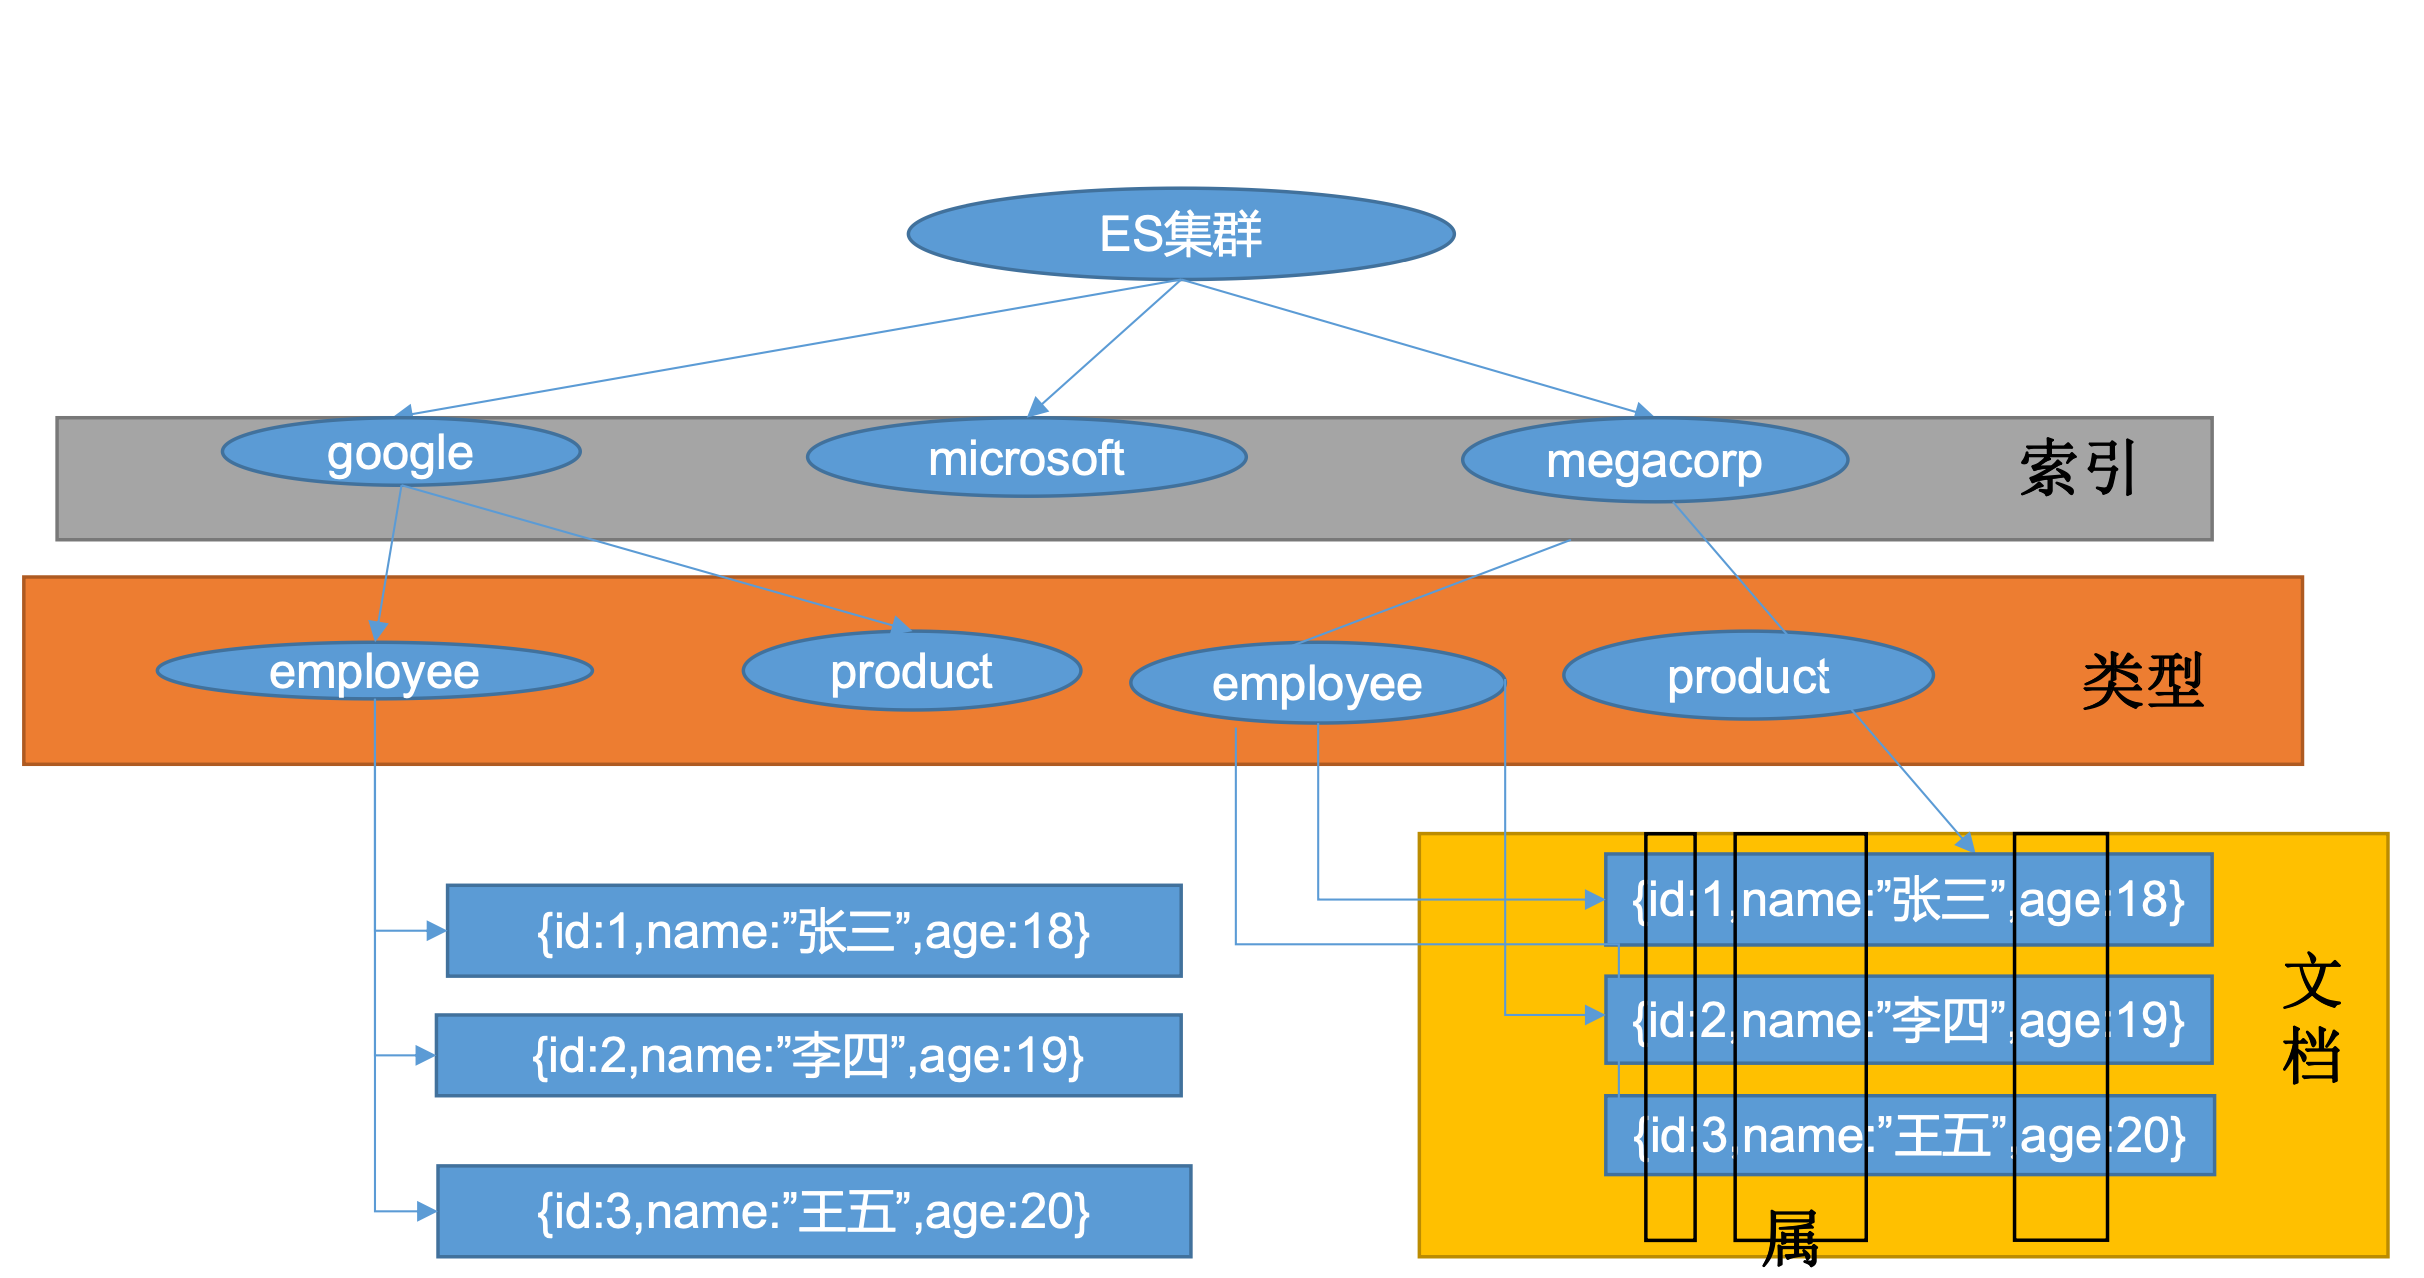 ES集群
google
microsoft
megacorp
索引
employee
product
employee
product
类型
{id:1,name:”张三”,age:18}
{id:2,name:”李四”,age:19}
{id:3,name:”王五”,age:20}
{id:1,name:”张三”,age:18}
{id:2,name:”李四”,age:19}
{id:3,name:”王五”,age:20}
文
档
属